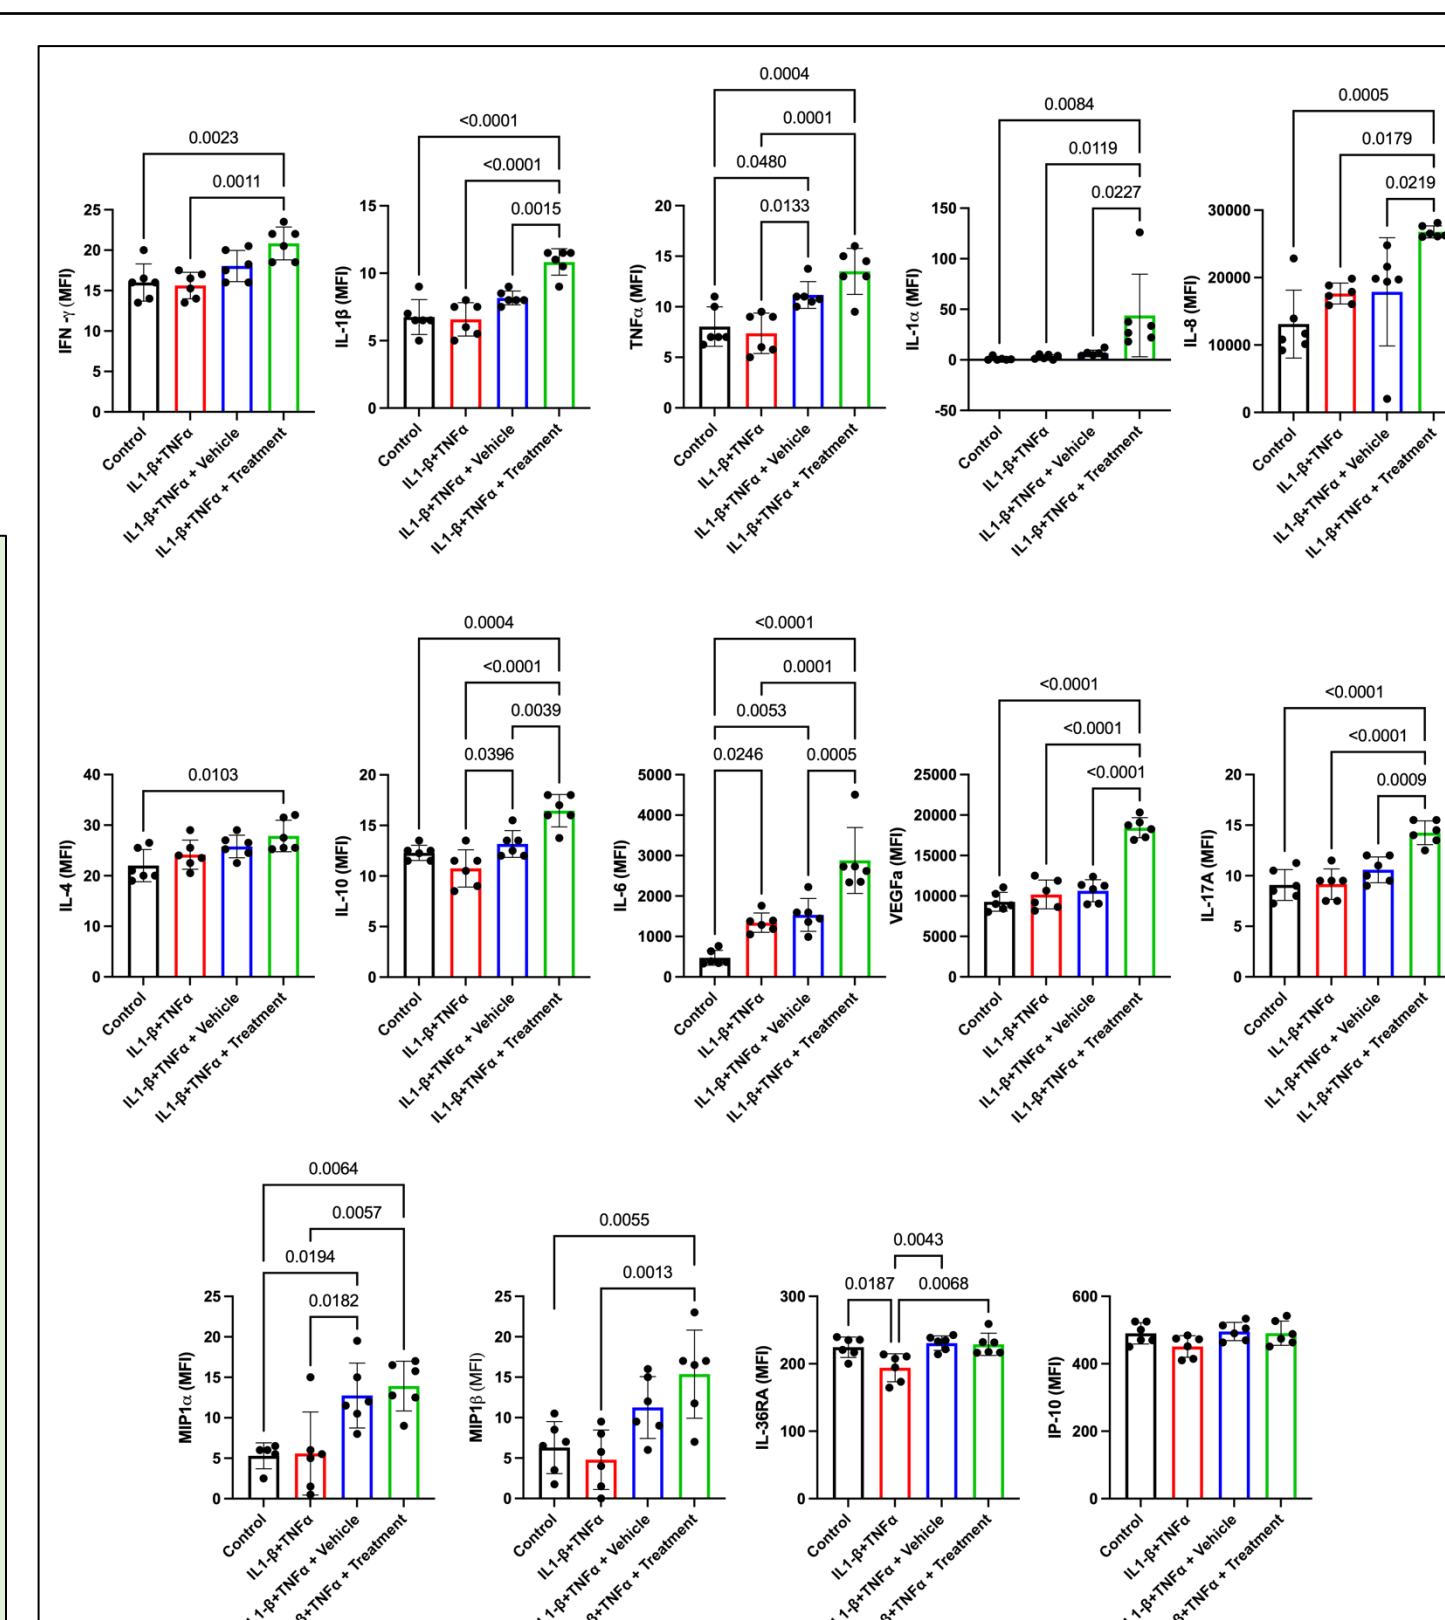 0.0023
0.0011
IFN -γ (MFI)
25
20
15
10
5
0
Control
IL1-β+TNFα
IL1-β+TNFα + Vehicle
IL1-β+TNFα + Treatment
<0.0001
<0.0001
0.0015
IL-1β (MFI)
15
10
5
0
Control
IL1-β+TNFα
IL1-β+TNFα + Vehicle
IL1-β+TNFα + Treatment
0.0004
0.0001
0.0480
0.0133
TNFα (MFI)
20
15
10
5
0
Control
IL1-β+TNFα
IL1-β+TNFα + Vehicle
IL1-β+TNFα + Treatment
0.0084
0.0119
0.0227
IL-1α (MFI)
150
100
50
0
-50
Control
IL1-β+TNFα
IL1-β+TNFα + Vehicle
IL1-β+TNFα + Treatment
0.0005
0.0179
0.0219
IL-8 (MFI)
30000
20000
10000
0
Control
IL1-β+TNFα
IL1-β+TNFα + Vehicle
IL1-β+TNFα + Treatment
0.0103
IL-4 (MFI)
40
30
20
10
0
Control
IL1-β+TNFα
IL1-β+TNFα + Vehicle
IL1-β+TNFα + Treatment
0.0004
<0.0001
0.0039
0.0396
IL-10 (MFI)
20
15
10
5
0
Control
IL1-β+TNFα
IL1-β+TNFα + Vehicle
IL1-β+TNFα + Treatment
<0.0001
0.0001
0.0053
0.0246
0.0005
IL-6 (MFI)
5000
4000
3000
2000
1000
0
Control
IL1-β+TNFα
IL1-β+TNFα + Vehicle
IL1-β+TNFα + Treatment
<0.0001
<0.0001
<0.0001
VEGFa (MFI)
25000
20000
15000
10000
5000
0
Control
IL1-β+TNFα
IL1-β+TNFα + Vehicle
IL1-β+TNFα + Treatment
<0.0001
<0.0001
0.0009
IL-17A (MFI)
20
15
10
5
0
Control
IL1-β+TNFα
IL1-β+TNFα + Vehicle
IL1-β+TNFα + Treatment
0.0064
0.0057
0.0194
0.0182
MIP1α (MFI)
25
20
15
10
5
0
Control
IL1-β+TNFα
1-β+TNFα + Vehicle
β+TNFα + Treatment
0.0055
0.0013
MIP1β (MFI)
25
20
15
10
5
0
Control
IL1-β+TNFα
1-β+TNFα + Vehicle
β+TNFα + Treatment
0.0043
0.0187
0.0068
IL-36RA (MFI)
300
200
100
0
Control
IL1-β+TNFα
1-β+TNFα + Vehicle
β+TNFα + Treatment
IP-10 (MFI)
600
400
200
0
Control
IL1-β+TNFα
1-β+TNFα + Vehicle
β+TNFα + Treatment